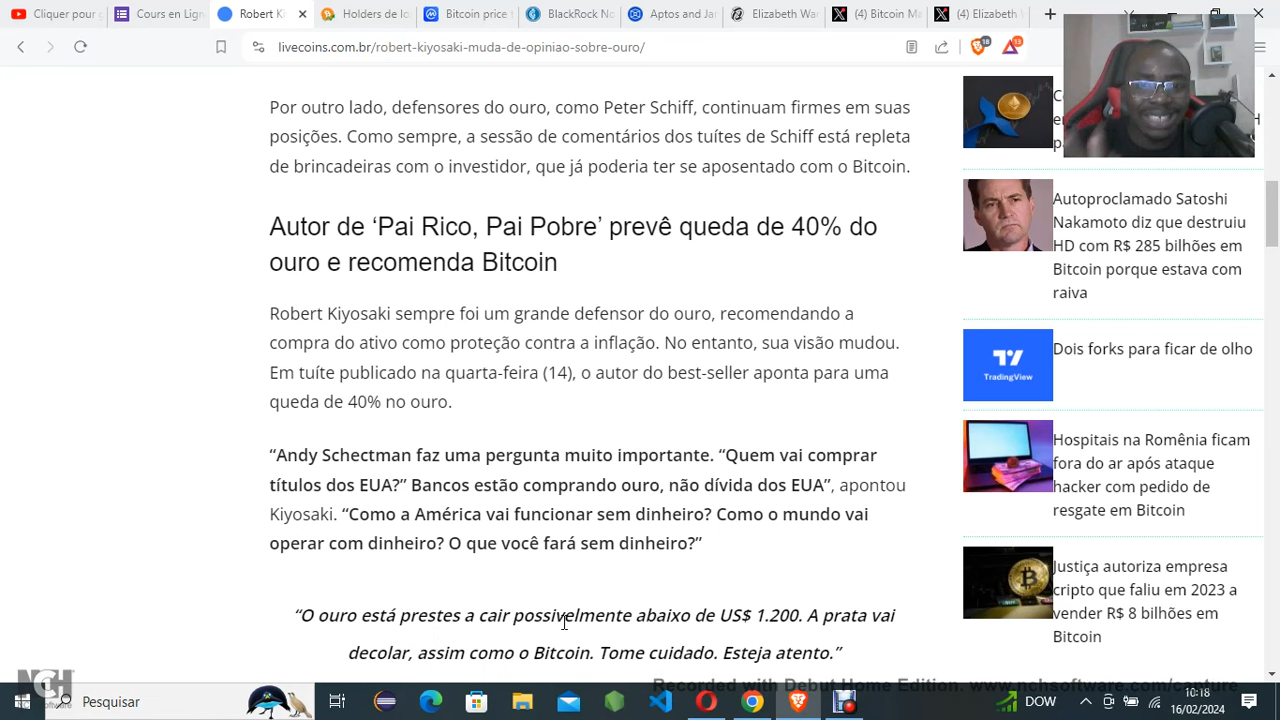 Cliquer pour g
Cours en Lign
Robert Ki
Holders de
Bitcoin price
BlackRock No
Aptos and Ja
Elizabeth Wa
(4) Bitcoin Ma
(4) Elizabeth
livecoins.com.br/robert-kiyosaki-muda-de-opiniao-sobre-ouro/
18
13
Por outro lado, defensores do ouro, como Peter Schiff, continuam firmes em suas
posições. Como sempre, a sessão de comentários dos tuítes de Schiff está repleta
de brincadeiras com o investidor, que já poderia ter se aposentado com o Bitcoin.
Autor de ‘Pai Rico, Pai Pobre’ prevê queda de 40% do
ouro e recomenda Bitcoin
Robert Kiyosaki sempre foi um grande defensor do ouro, recomendando a
compra do ativo como proteção contra a inflação. No entanto, sua visão mudou.
Em tuíte publicado na quarta-feira (14), o autor do best-seller aponta para uma
queda de 40% no ouro.
“Andy Schectman faz uma pergunta muito importante. “Quem vai comprar
títulos dos EUA?” Bancos estão comprando ouro, não dívida dos EUA”, apontou
Kiyosaki. “Como a América vai funcionar sem dinheiro? Como o mundo vai
operar com dinheiro? O que você fará sem dinheiro?”
“O ouro está prestes a cair possivelmente abaixo de US$ 1.200. A prata vai
decolar, assim como o Bitcoin. Tome cuidado. Esteja atento.”
Autoproclamado Satoshi
Nakamoto diz que destruiu
HD com R$ 285 bilhões em
Bitcoin porque estava com
raiva
TradingView
Dois forks para ficar de olho
Hospitais na Romênia ficam
fora do ar após ataque
hacker com pedido de
resgate em Bitcoin
Justiça autoriza empresa
cripto que faliu em 2023 a
vender R$ 8 bilhões em
Bitcoin
NCH
Recorded with Debut Home Edition. www.nchsoftware.com/capture
Pesquisar
DOW
10:18
16/02/2024